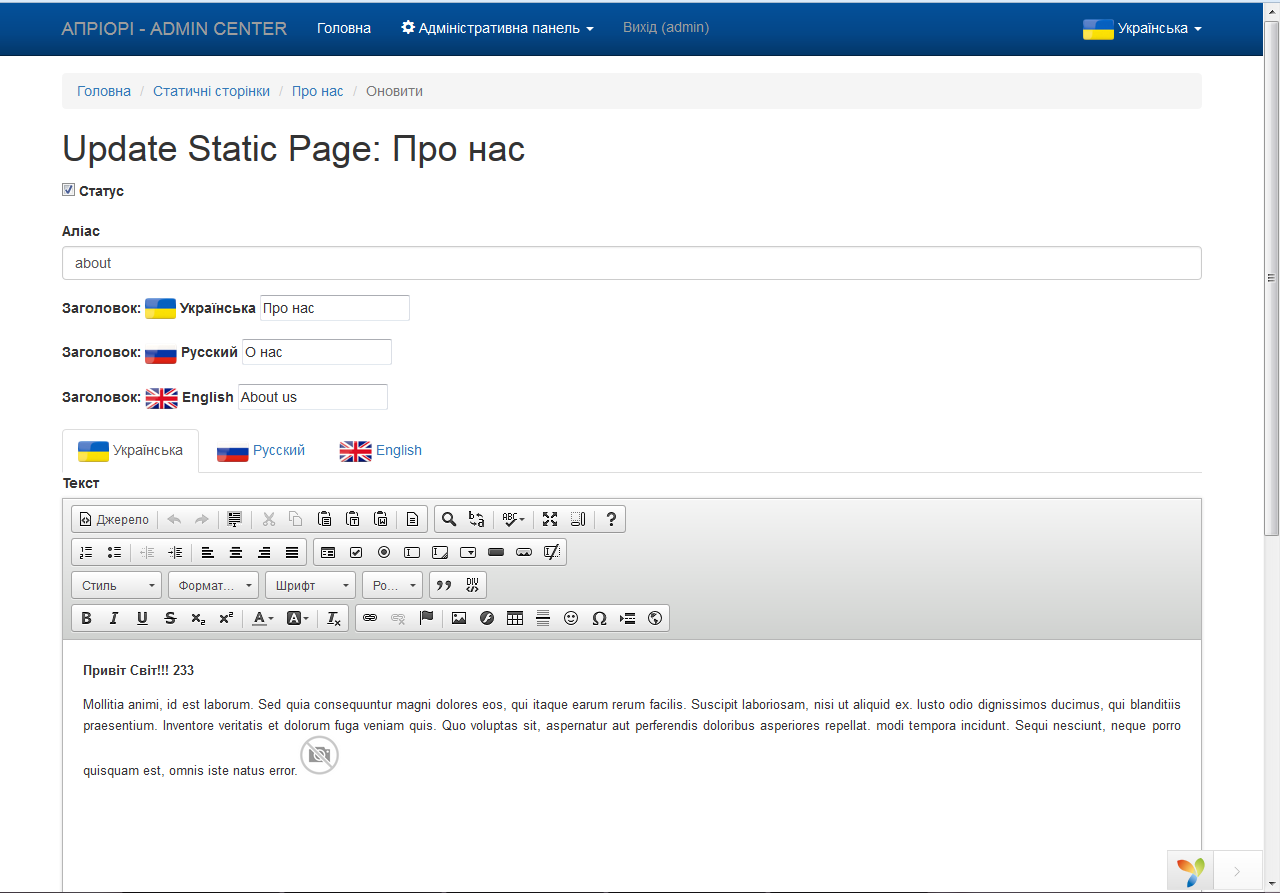 АПРІОРІ - ADMIN CENTER Головна Адміністративна панель Вихід (admin) Українська
Головна / Статичні сторінки / Про нас / Оновити
Update Static Page: Про нас
Статус
Аліас
about
Заголовок: Українська Про нас
Заголовок: Русский О нас
Заголовок: English About us
Українська Русский English
Текст
Джерело
Стиль Формат... Шрифт Ро...
Привіт Світ!!! 233
Mollitia animi, id est laborum. Sed quia consequuntur magni dolores eos, qui itaque earum rerum facilis. Suscipit laboriosam, nisi ut aliquid ex. Iusto odio dignissimos ducimus, qui blanditiis
praesentium. Inventore veritatis et dolorum fuga veniam quis. Quo voluptas sit, aspernatur aut perferendis doloribus asperiores repellat. modi tempora incidunt. Sequi nesciunt, neque porro
quisquam est, omnis iste natus error.